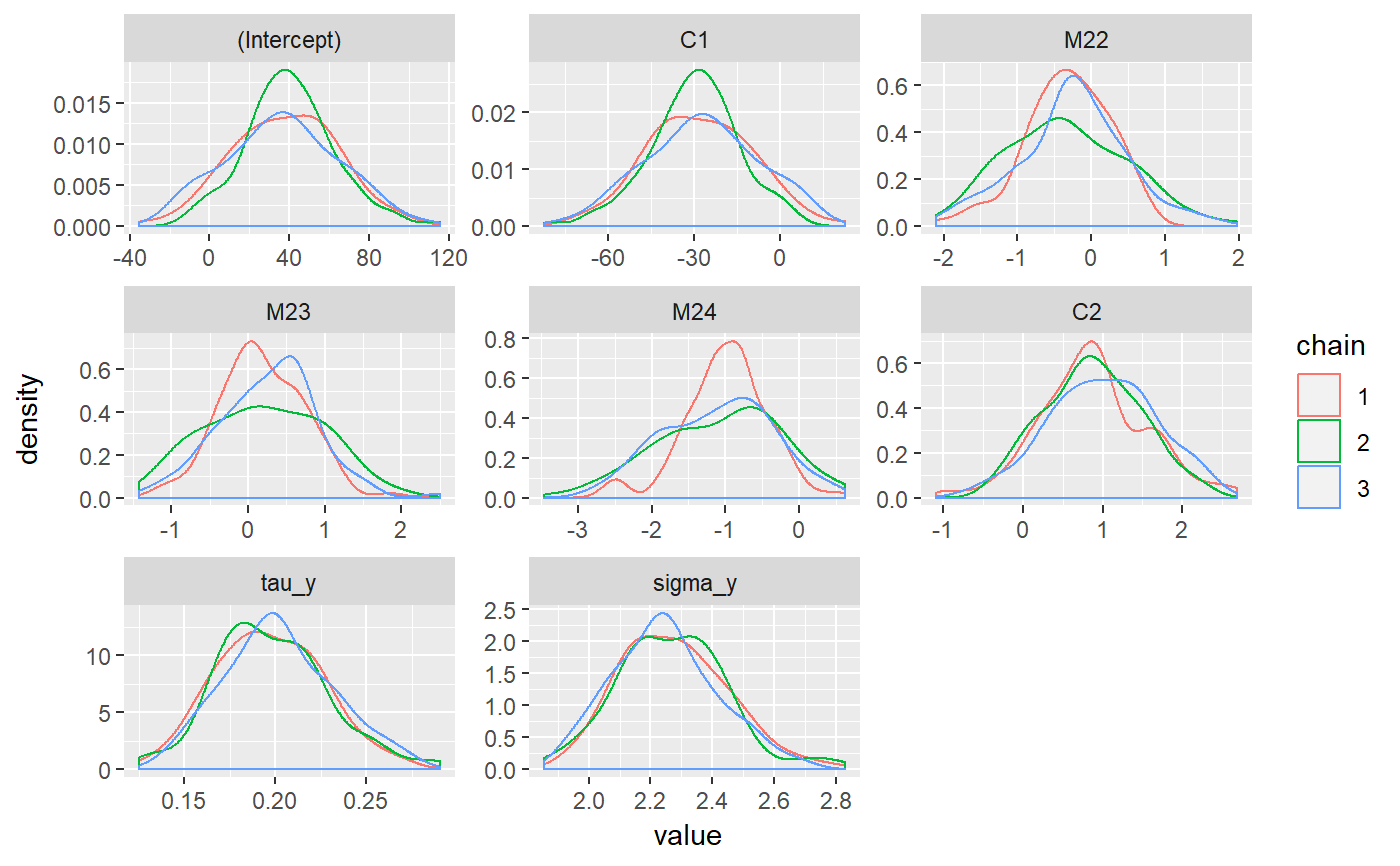 (Intercept) C1 M22
0.015 0.010 0.005 0.000
-40 0 40 80 120
0.02 0.01 0.00
-60 -30 0
0.6 0.4 0.2 0.0
-2 -1 0 1 2
M23 M24 C2
0.6 0.4 0.2 0.0
-1 0 1 2
0.8 0.6 0.4 0.2 0.0
-3 -2 -1 0
0.6 0.4 0.2 0.0
0 1 2
tau_y sigma_y
10 5 0
0.15 0.20 0.25
2.5 2.0 1.5 1.0 0.5 0.0
2.0 2.2 2.4 2.6 2.8
density
value
chain
1
2
3